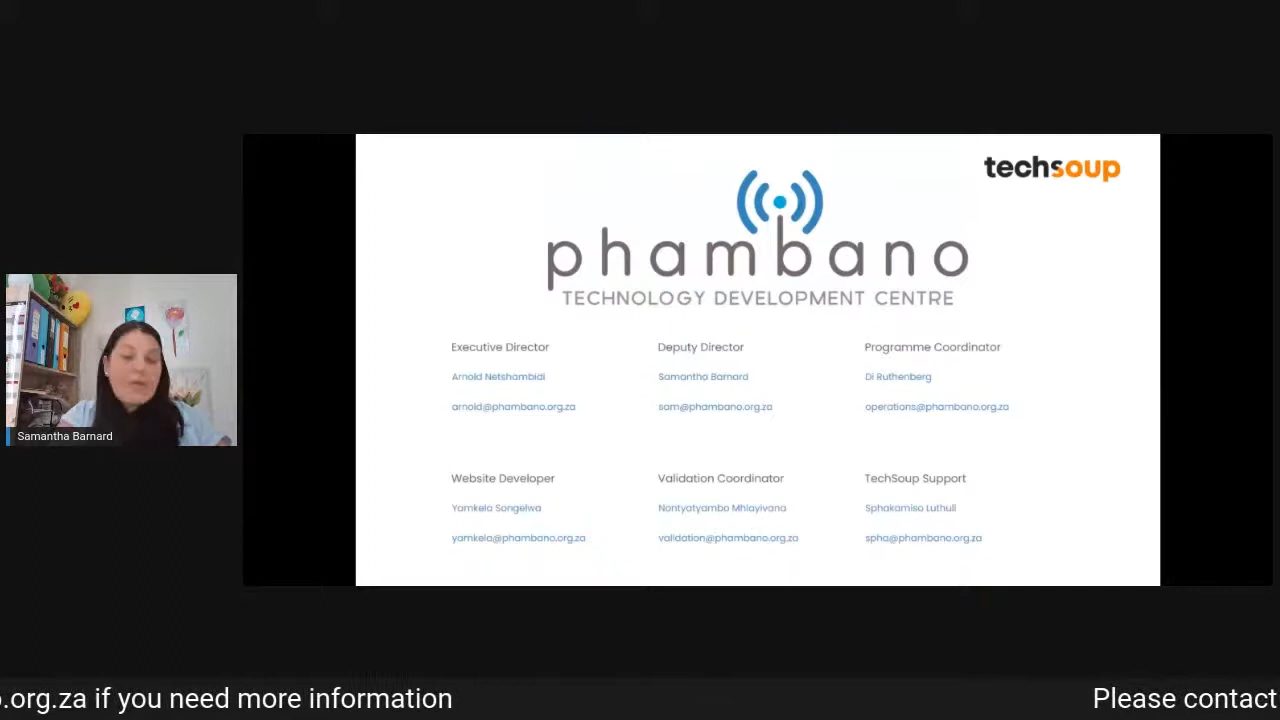 techsoup
phambano
TECHNOLOGY DEVELOPMENT CENTRE
Executive Director
Deputy Director
Programme Coordinator
Arnold Netshambidi
Samantha Barnard
Di Ruthenberg
arnold@phambano.org.za
sam@phambano.org.za
operations@phambano.org.za
Website Developer
Validation Coordinator
TechSoup Support
Yamkela Songelwa
Nontyatyambo Mhlayivana
Sphakamiso Luthuli
yamkela@phambano.org.za
validation@phambano.org.za
spha@phambano.org.za
Samantha Barnard
.org.za if you need more information
Please contact